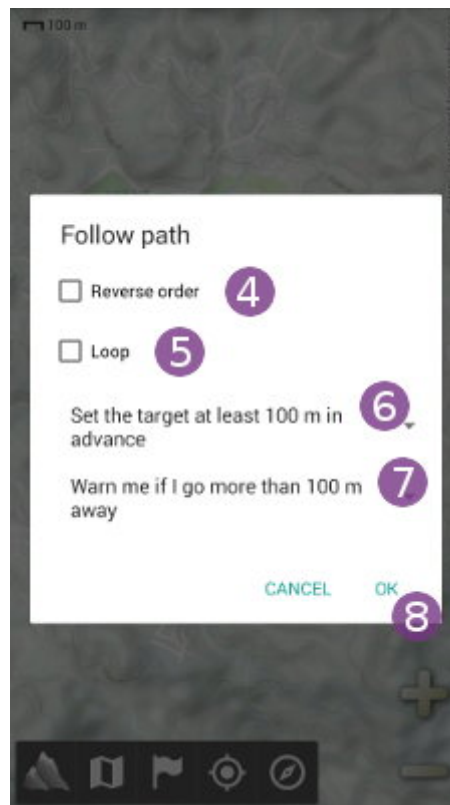 100 m
Follow path
Reverse order 4
Loop 5
Set the target at least 100 m in 6
advance
Warn me if I go more than 100 m 7
away
CANCEL OK
8